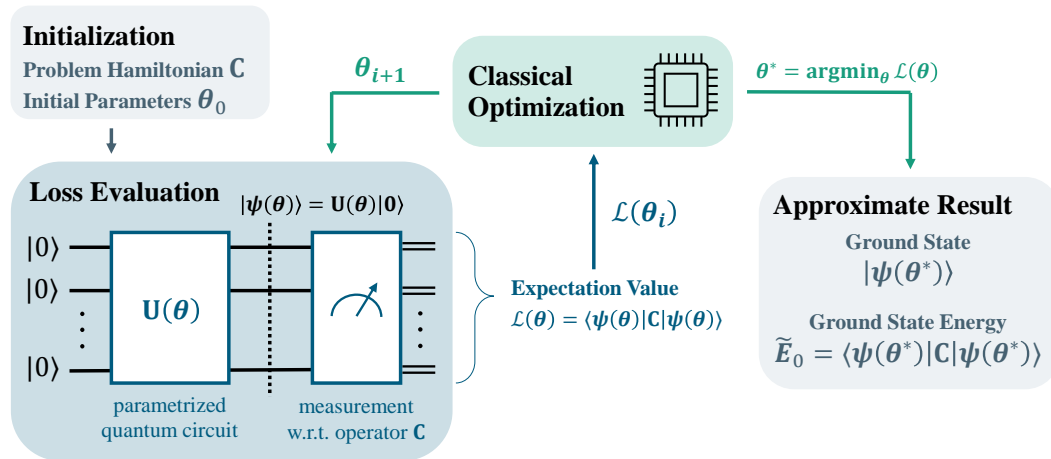 Initialization
Problem Hamiltonian C
Initial Parameters θ₀
θᵢ₊₁
Classical
Optimization
θ* = argmin_θ ℒ(θ)
Loss Evaluation
|ψ(θ)⟩ = U(θ)|0⟩
|0⟩
|0⟩
⋮
|0⟩
U(θ)
⋮
parametrized
quantum circuit
measurement
w.r.t. operator C
Expectation Value
ℒ(θ) = ⟨ψ(θ)|C|ψ(θ)⟩
ℒ(θᵢ)
Approximate Result
Ground State
|ψ(θ*)⟩
Ground State Energy
Ẽ₀ = ⟨ψ(θ*)|C|ψ(θ*)⟩